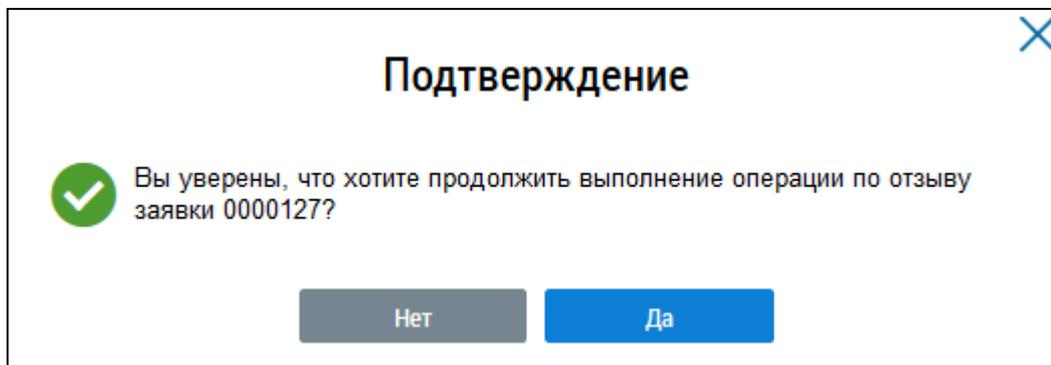 Подтверждение
Вы уверены, что хотите продолжить выполнение операции по отзыву
заявки 0000127?
Нет
Да